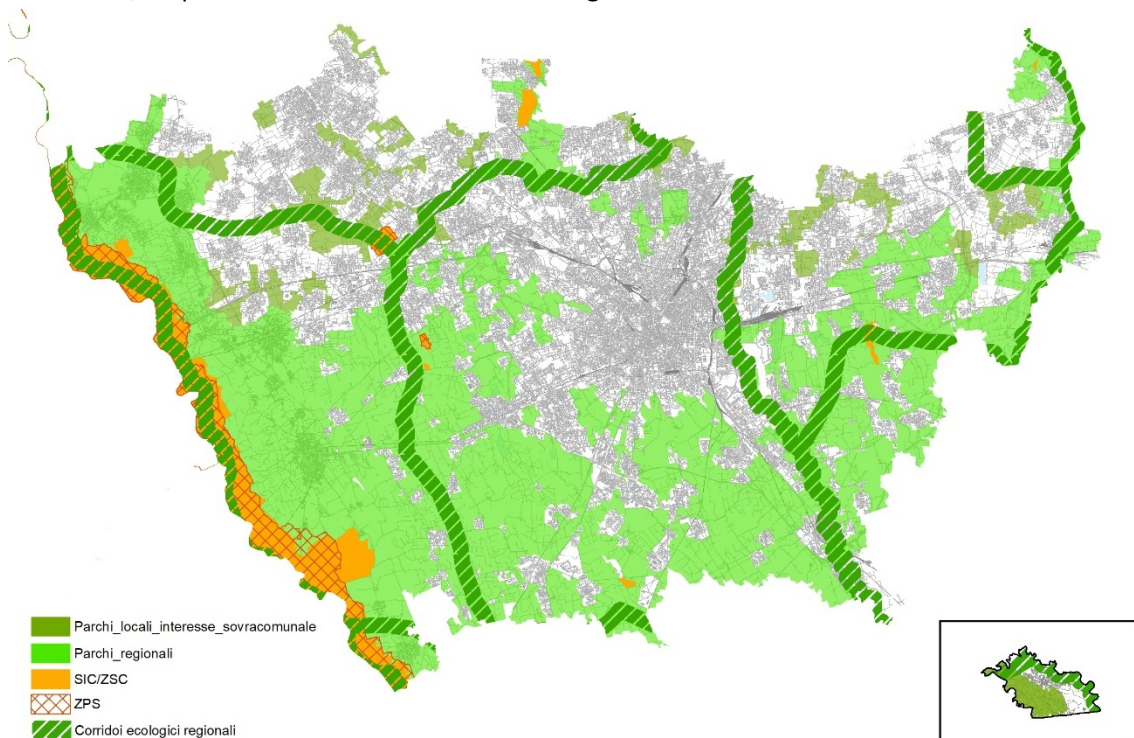 Parchi_locali_interesse_sovracomunale
Parchi_regionali
SIC/ZSC
ZPS
Corridoi ecologici regionali